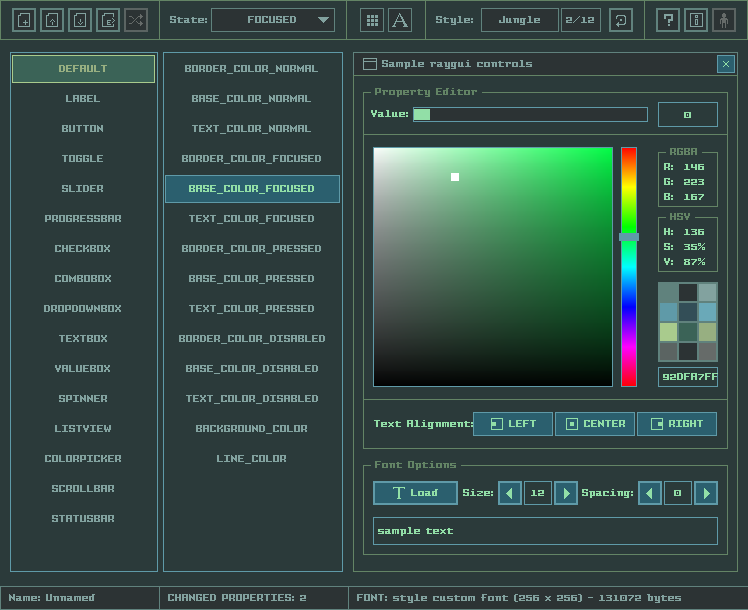 State: FOCUSED Style: Jungle 2/12
DEFAULT
LABEL
BUTTON
TOGGLE
SLIDER
PROGRESSBAR
CHECKBOX
COMBOBOX
DROPDOWNBOX
TEXTBOX
VALUEBOX
SPINNER
LISTVIEW
COLORPICKER
SCROLLBAR
STATUSBAR
BORDER_COLOR_NORMAL
BASE_COLOR_NORMAL
TEXT_COLOR_NORMAL
BORDER_COLOR_FOCUSED
BASE_COLOR_FOCUSED
TEXT_COLOR_FOCUSED
BORDER_COLOR_PRESSED
BASE_COLOR_PRESSED
TEXT_COLOR_PRESSED
BORDER_COLOR_DISABLED
BASE_COLOR_DISABLED
TEXT_COLOR_DISABLED
BACKGROUND_COLOR
LINE_COLOR
Sample raygui controls
Property Editor
Value: 0
RGBA
R: 146
G: 223
B: 167
HSV
H: 136
S: 35%
V: 87%
92DFA7FF
Text Alignment: LEFT CENTER RIGHT
Font Options
Load Size: 12 Spacing: 0
sample text
Name: Unnamed CHANGED PROPERTIES: 2 FONT: style custom font (256 x 256) - 131072 bytes